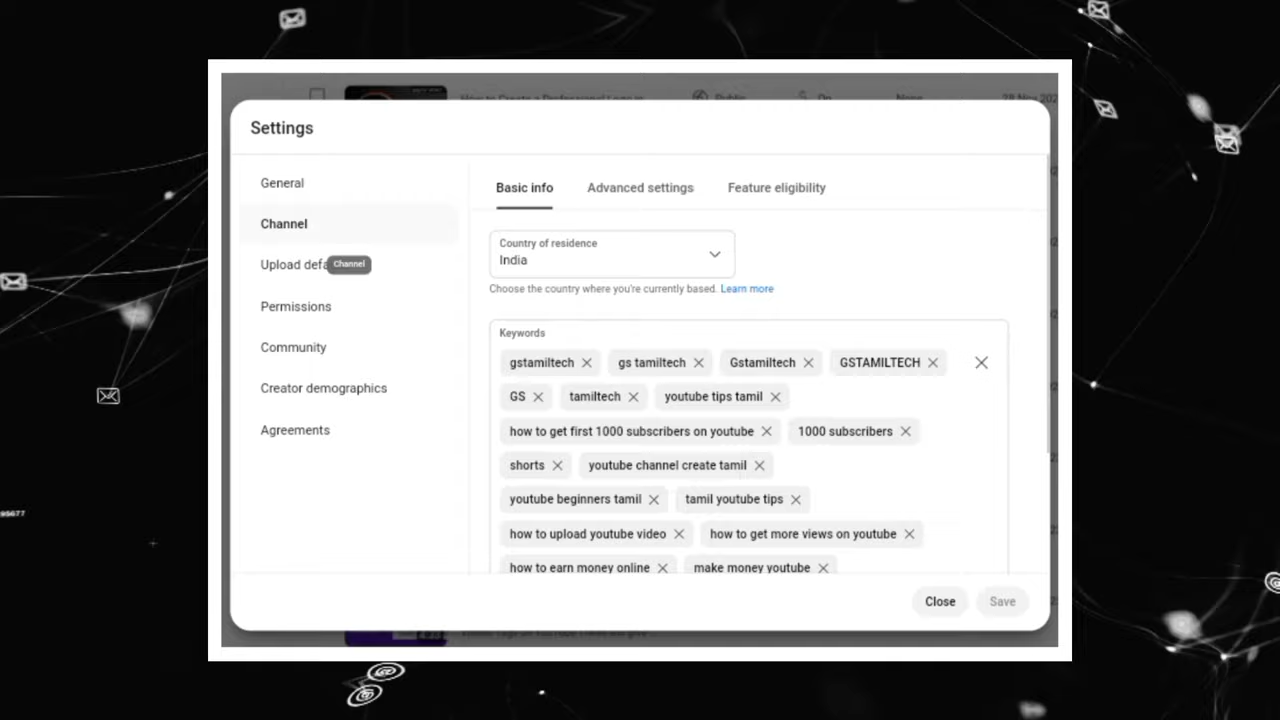 Public
On
None
Settings
General
Channel
Upload defa
Channel
Permissions
Community
Creator demographics
Agreements
Basic info Advanced settings Feature eligibility
Country of residence
India
Choose the country where you're currently based. Learn more
Keywords
gstamiltech gs tamiltech Gstamiltech GSTAMILTECH
GS tamiltech youtube tips tamil
how to get first 1000 subscribers on youtube 1000 subscribers
shorts youtube channel create tamil
youtube beginners tamil tamil youtube tips
how to upload youtube video how to get more views on youtube
how to earn money online make money youtube
Close Save